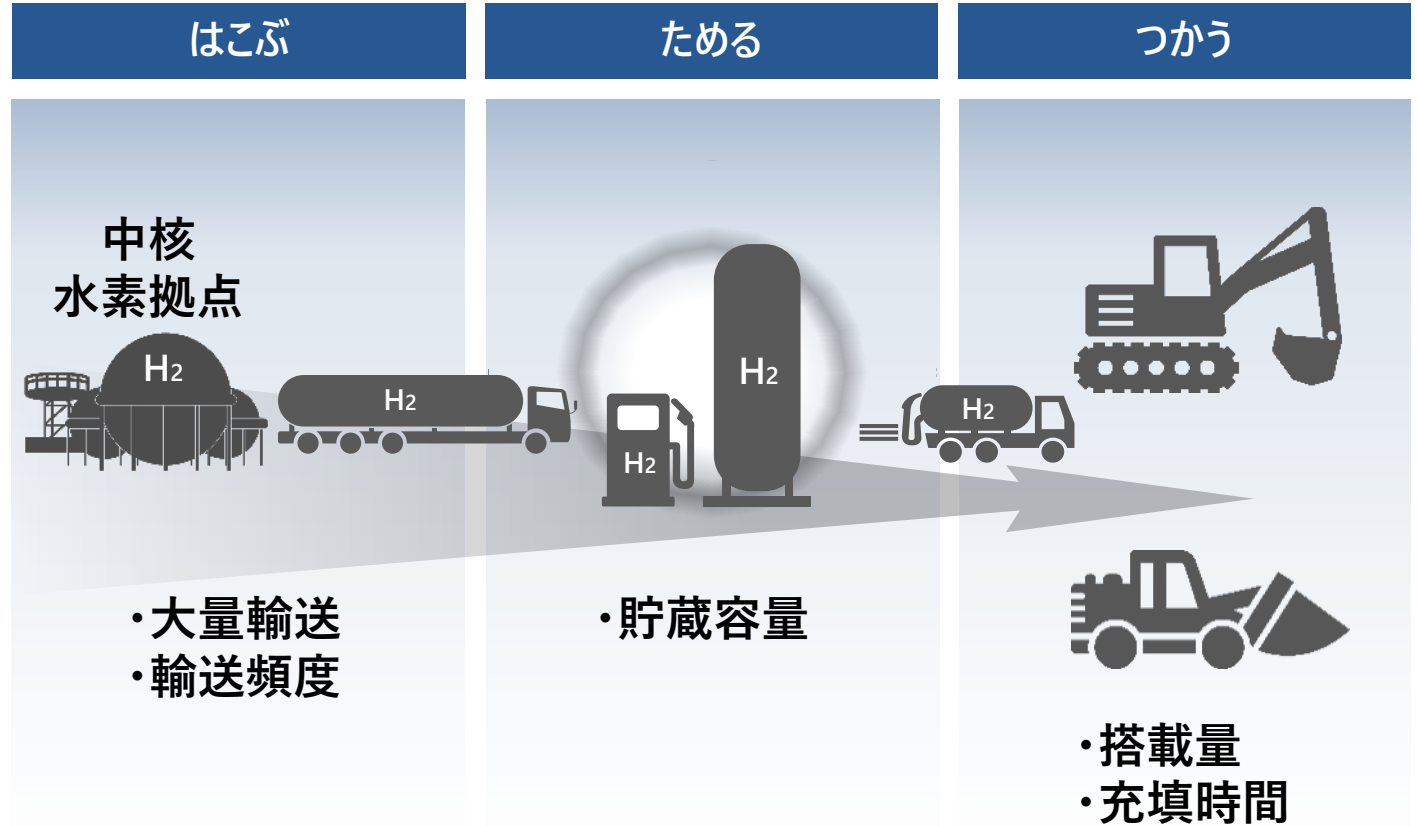 はこぶ
ためる
つかう
中核
水素拠点
H2
H2
H2
H2
H2
・大量輸送
・輸送頻度
・貯蔵容量
・搭載量
・充填時間